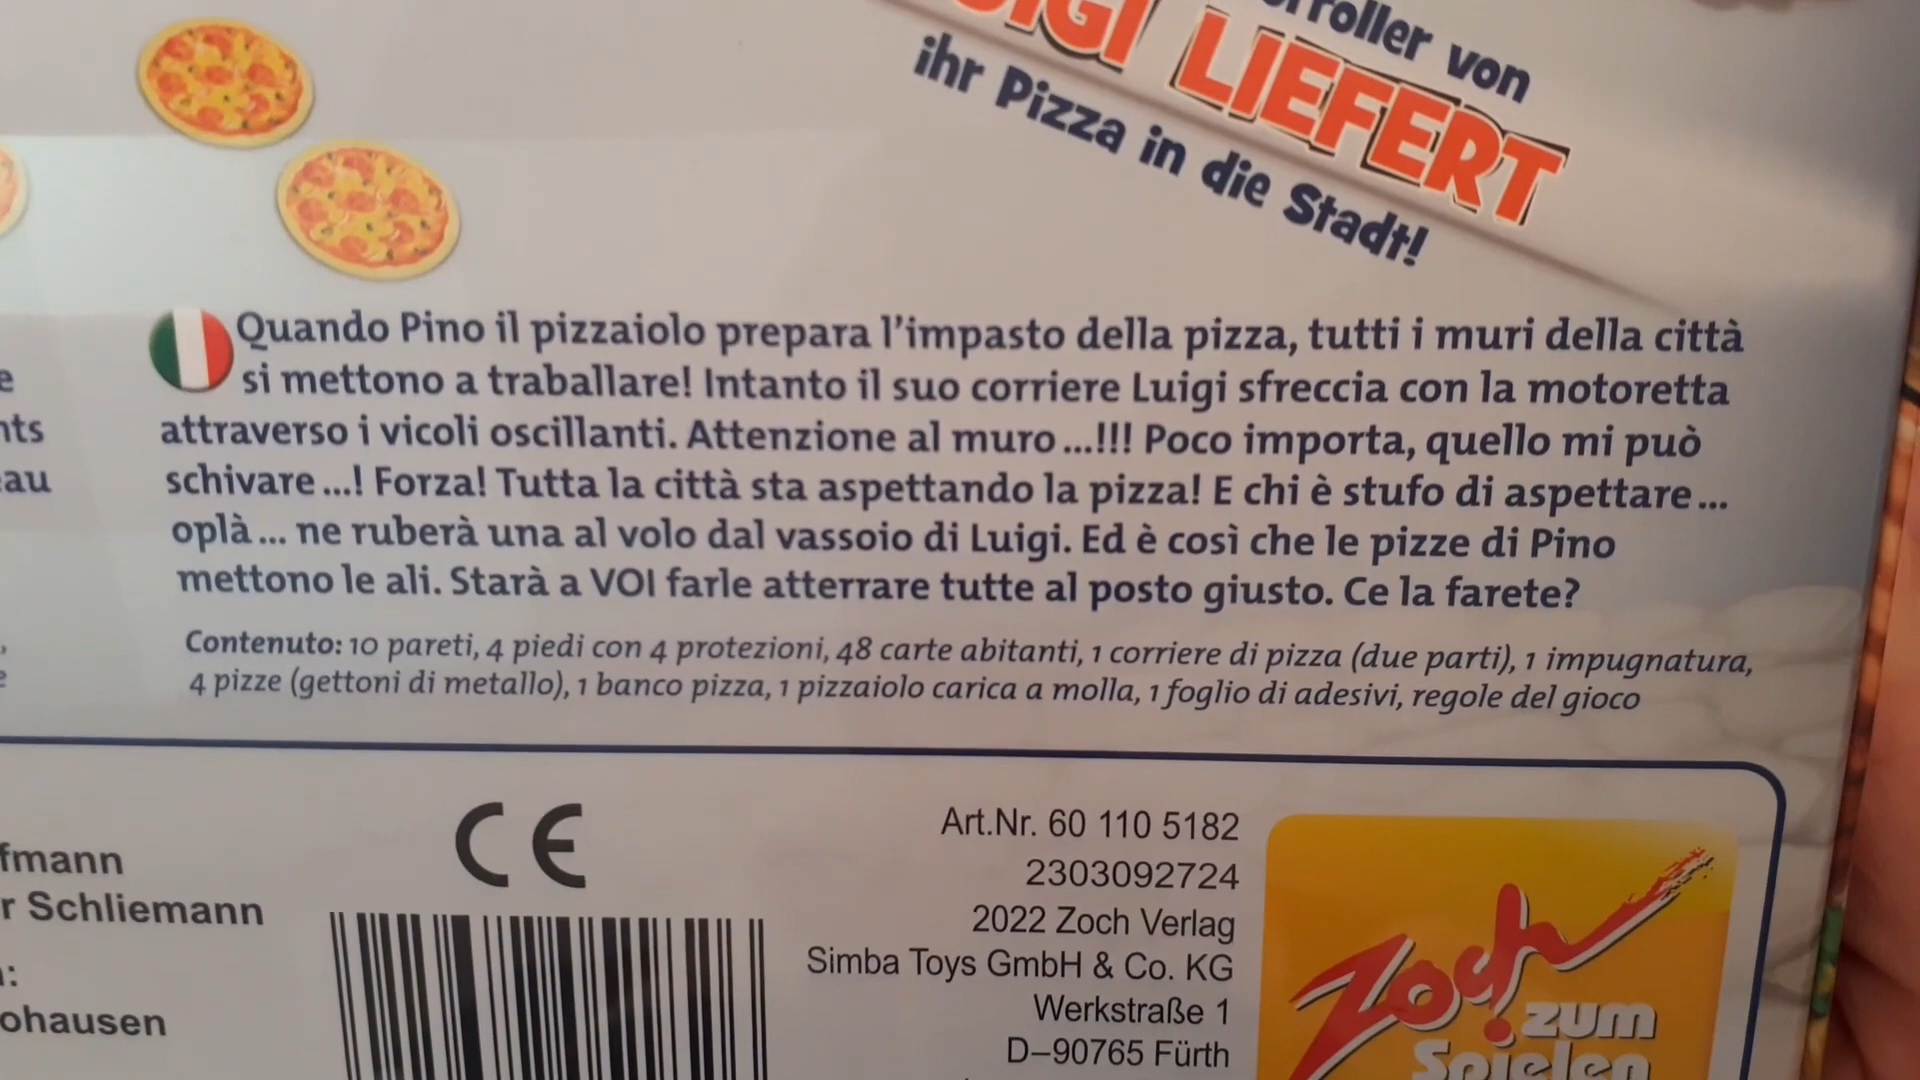 von
LIEFERT
ihr Pizza in die Stadt!
Quando Pino il pizzaiolo prepara l'impasto della pizza, tutti i muri della città
si mettono a traballare! Intanto il suo corriere Luigi sfreccia con la motoretta
attraverso i vicoli oscillanti. Attenzione al muro ...!!! Poco importa, quello mi può
schivare ...! Forza! Tutta la città sta aspettando la pizza! E chi è stufo di aspettare ...
oplà ... ne ruberà una al volo dal vassoio di Luigi. Ed è così che le pizze di Pino
mettono le ali. Starà a VOI farle atterrare tutte al posto giusto. Ce la farete?
Contenuto: 10 pareti, 4 piedi con 4 protezioni, 48 carte abitanti, 1 corriere di pizza (due parti), 1 impugnatura,
4 pizze (gettoni di metallo), 1 banco pizza, 1 pizzaiolo carica a molla, 1 foglio di adesivi, regole del gioco
CE
Schliemann
Art.Nr. 60 110 5182
2303092724
2022 Zoch Verlag
Simba Toys GmbH & Co. KG
Werkstraße 1
D–90765 Fürth
Zoch
zum
Spielen